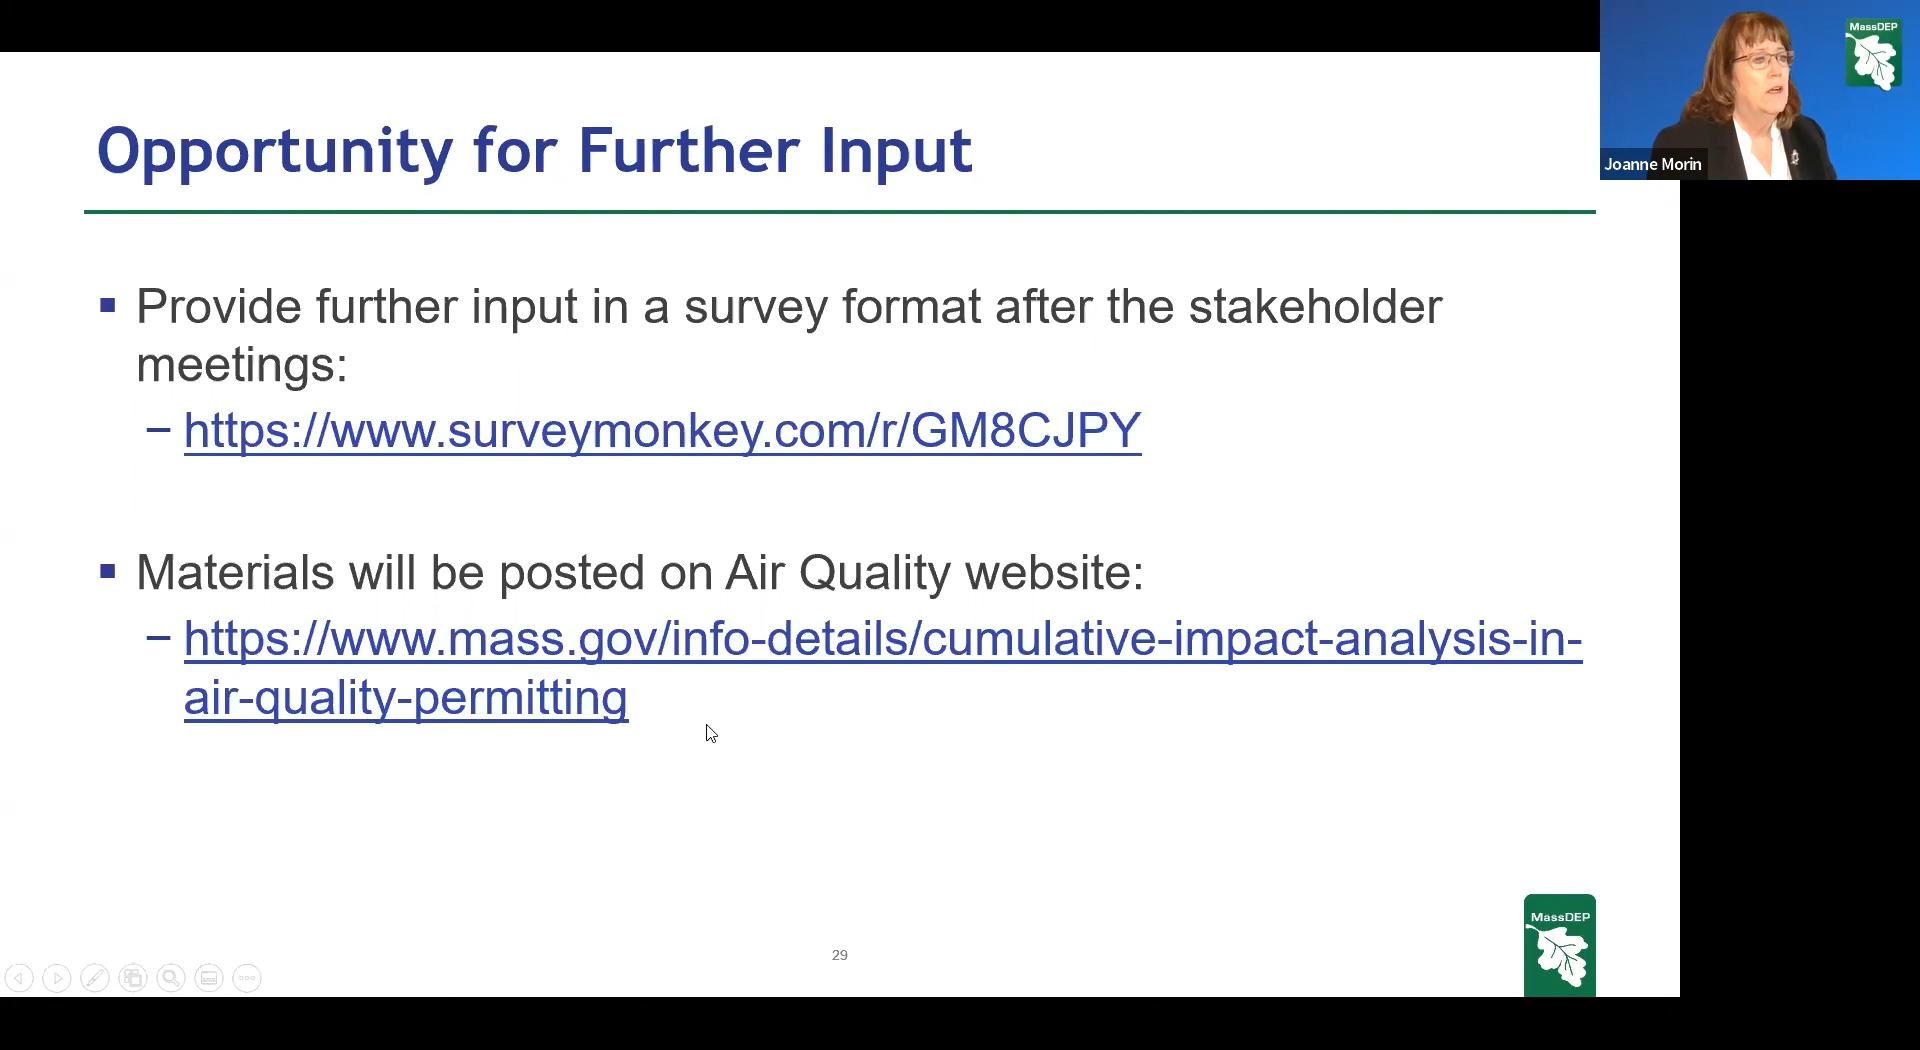 MassDEP
Joanne Morin
Opportunity for Further Input
Provide further input in a survey format after the stakeholder
meetings:
– https://www.surveymonkey.com/r/GM8CJPY
Materials will be posted on Air Quality website:
– https://www.mass.gov/info-details/cumulative-impact-analysis-in-
air-quality-permitting
MassDEP
29